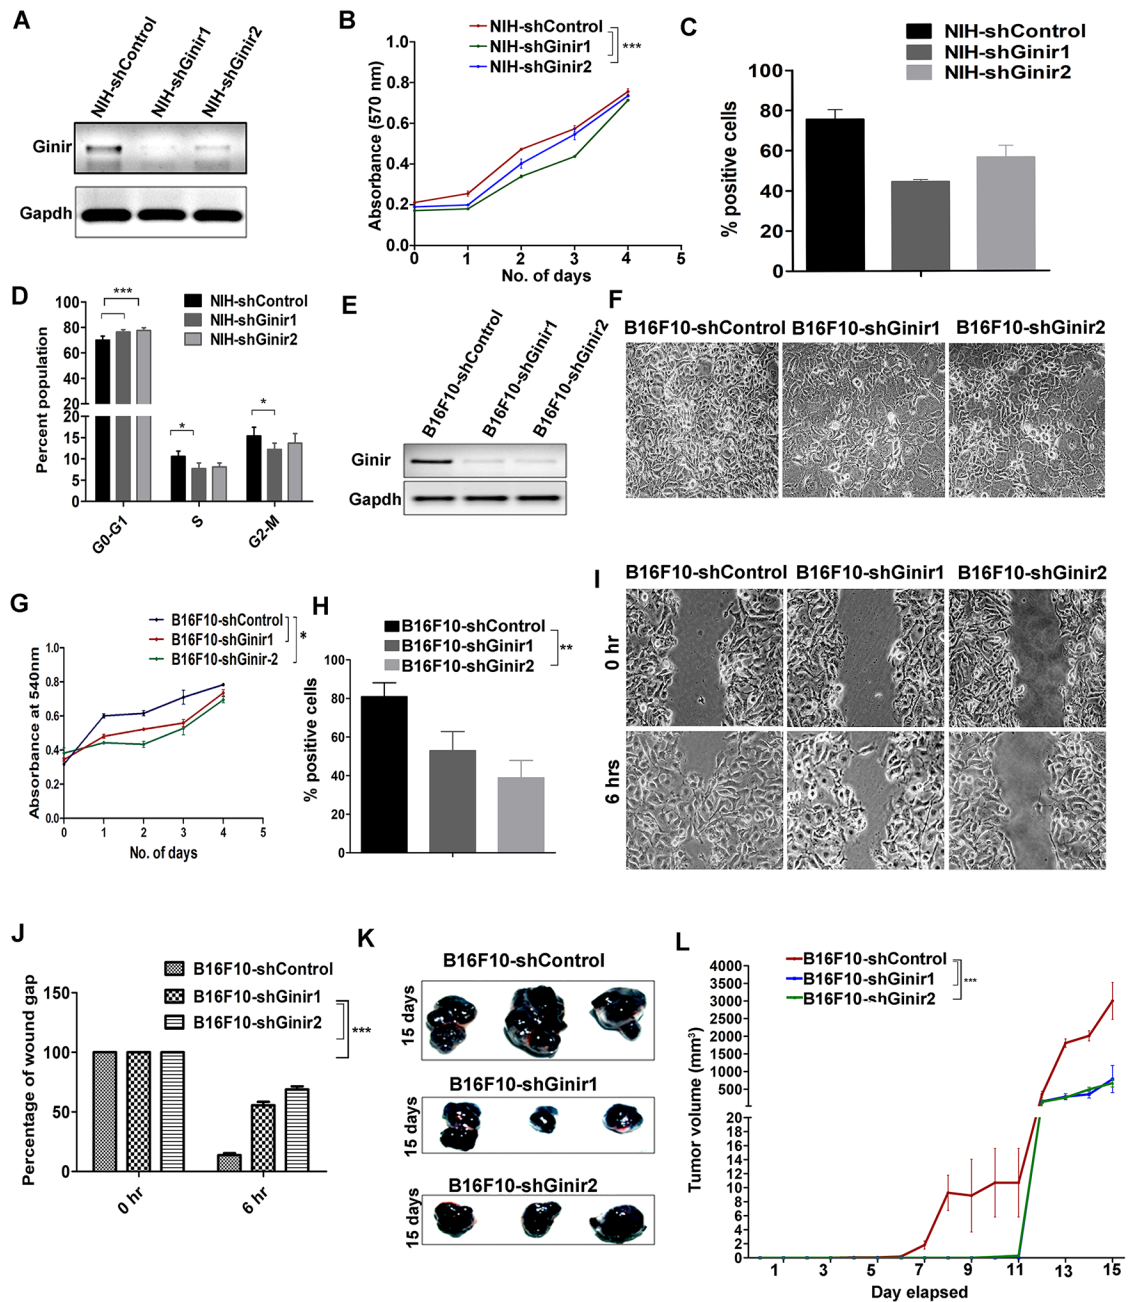 A
NIH-shControl
NIH-shGinir1
NIH-shGinir2
Ginir
Gapdh
B
NIH-shControl
NIH-shGinir1
NIH-shGinir2
***
Absorbance (570 nm)
1.0
0.8
0.6
0.4
0.2
0.0
0 1 2 3 4 5
No. of days
C
NIH-shControl
NIH-shGinir1
NIH-shGinir2
% positive cells
100
80
60
40
20
0
D
***
NIH-shControl
NIH-shGinir1
NIH-shGinir2
Percent population
100
80
60
40
20
20
15
10
5
0
*
*
G0-G1
S
G2-M
E
B16F10-shControl
B16F10-shGinir1
B16F10-shGinir2
Ginir
Gapdh
F
B16F10-shControl B16F10-shGinir1 B16F10-shGinir2
G
B16F10-shControl
B16F10-shGinir1
B16F10-shGinir-2
*
Absorbance at 540nm
1.0
0.8
0.6
0.4
0.2
0.0
0 1 2 3 4 5
No. of days
H
B16F10-shControl
B16F10-shGinir1
B16F10-shGinir2
**
% positive cells
100
80
60
40
20
0
I
B16F10-shControl B16F10-shGinir1 B16F10-shGinir2
0 hr
6 hrs
J
B16F10-shControl
B16F10-shGinir1
B16F10-shGinir2
***
Percentage of wound gap
150
100
50
0
0 hr
6 hr
K
B16F10-shControl
15 days
B16F10-shGinir1
15 days
B16F10-shGinir2
15 days
L
B16F10-shControl
B16F10-shGinir1
B16F10-shGinir2
***
Tumor volume (mm³)
4000
3500
3000
2500
2000
1500
1000
500
20
18
16
14
12
10
8
6
4
2
0
1 3 5 7 9 11 13 15
Day elapsed